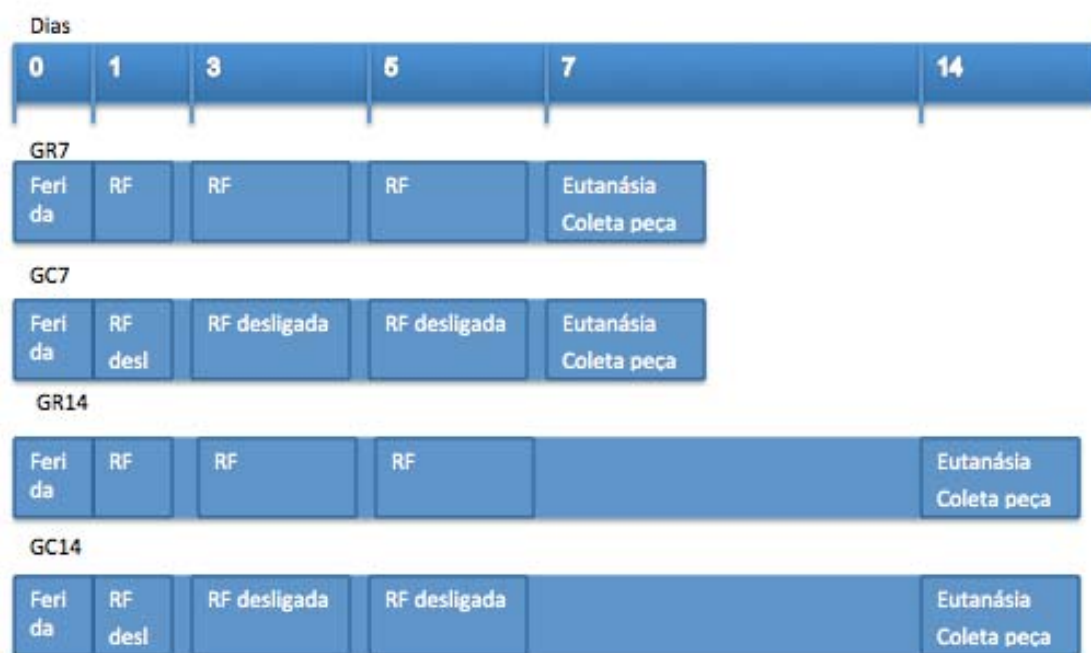 Dias
0 1 3 5 7 14
GR7
Feri RF RF RF Eutanásia
da Coleta peça
GC7
Feri RF RF desligada RF desligada Eutanásia
da desl Coleta peça
GR14
Feri RF RF RF Eutanásia
da Coleta peça
GC14
Feri RF RF desligada RF desligada Eutanásia
da desl Coleta peça